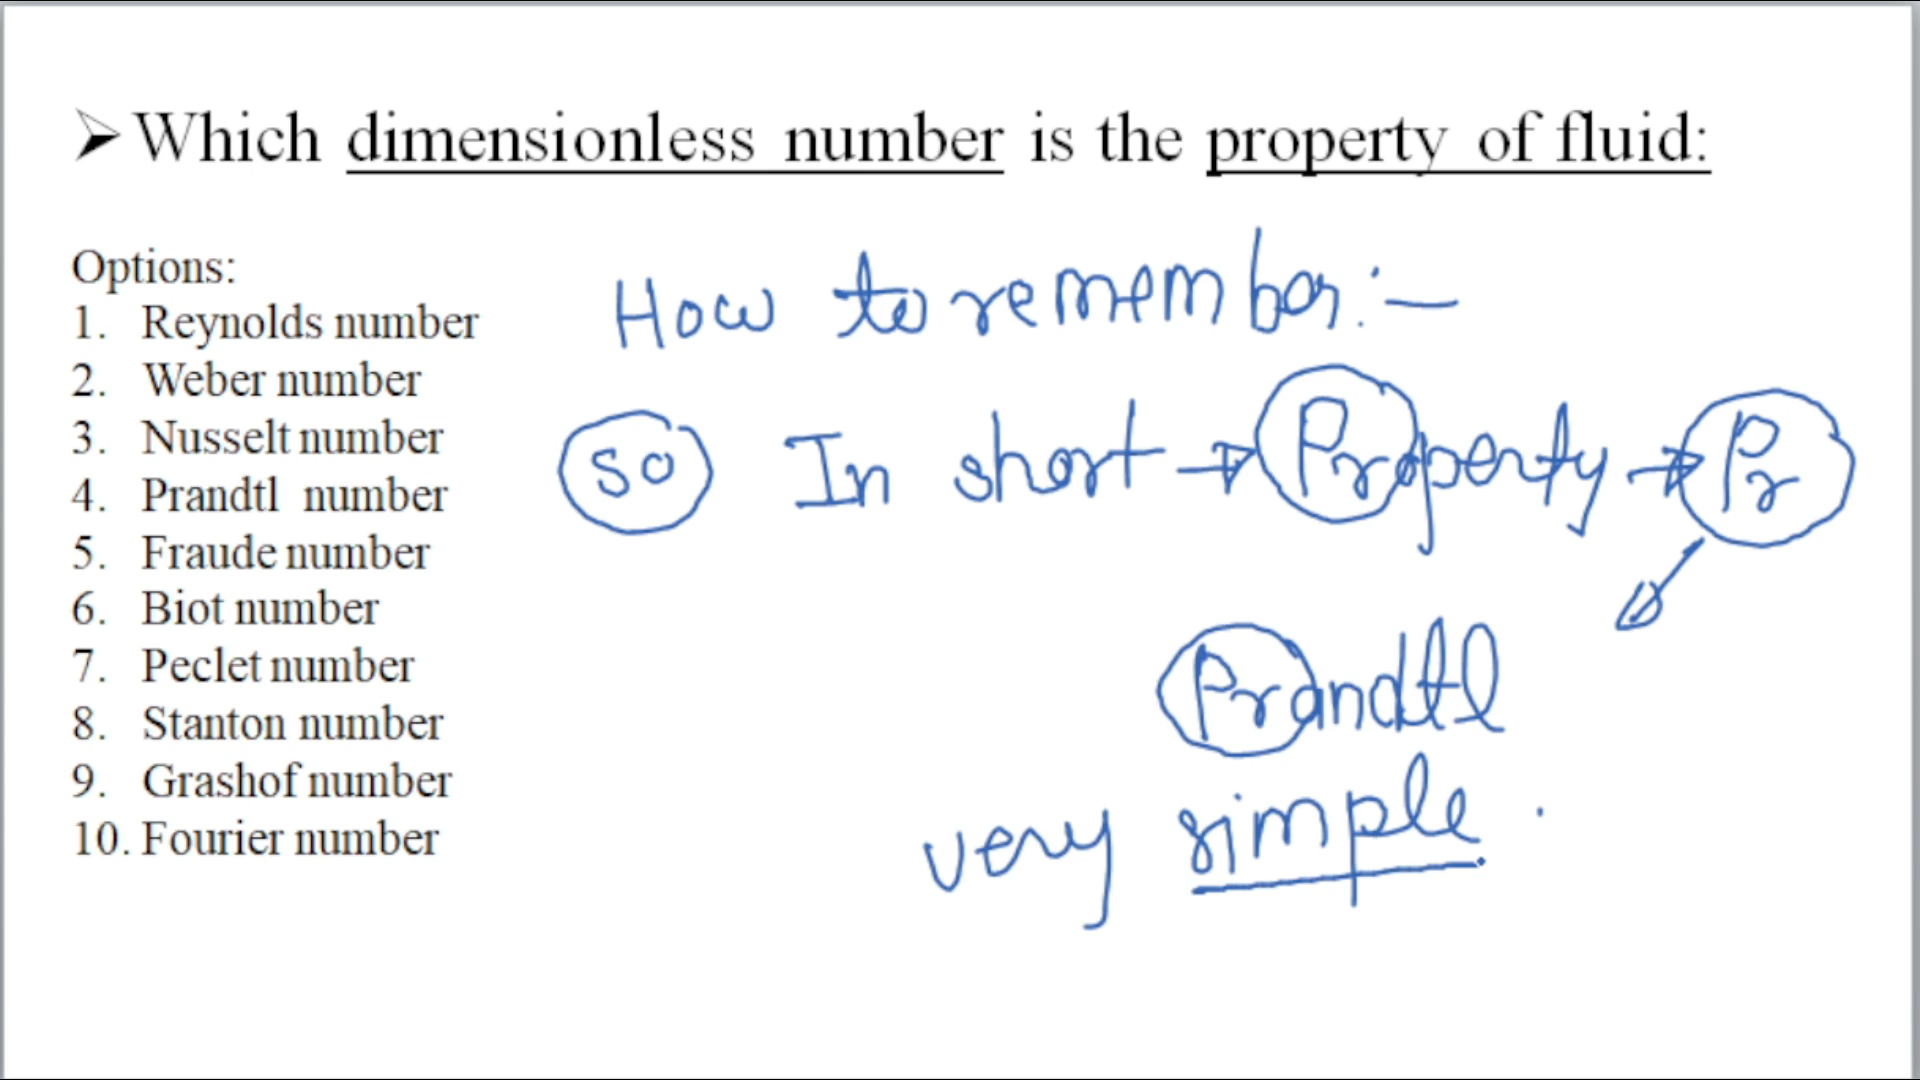 ➢ Which dimensionless number is the property of fluid:
Options:
1. Reynolds number
2. Weber number
3. Nusselt number
4. Prandtl number
5. Fraude number
6. Biot number
7. Peclet number
8. Stanton number
9. Grashof number
10. Fourier number
How to remember:-
So In short → Property → Pr
Prandtl
very simple.